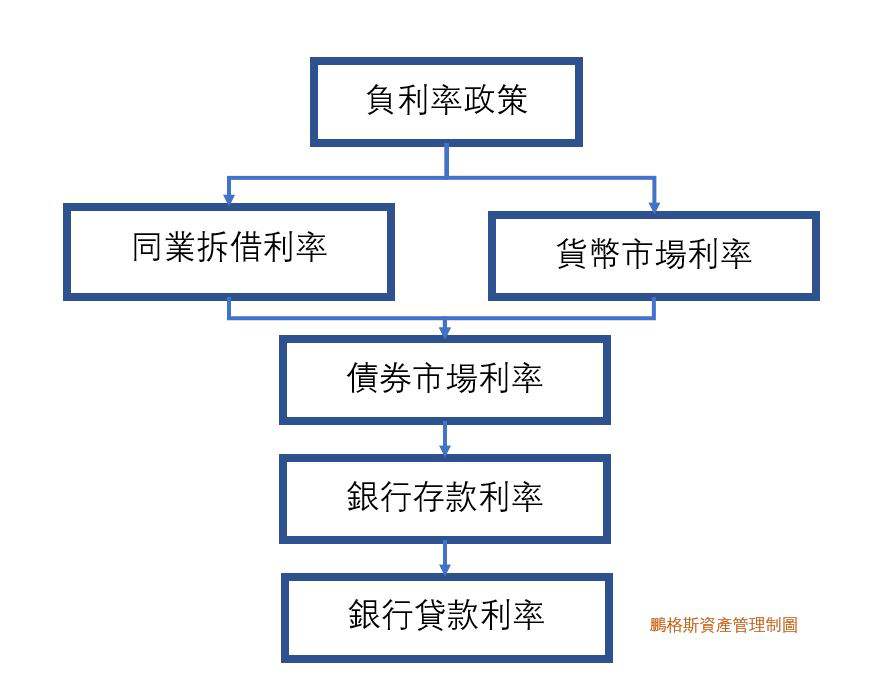 負利率政策
同業拆借利率
貨幣市場利率
債券市場利率
銀行存款利率
銀行貸款利率
鵬格斯資產管理制圖